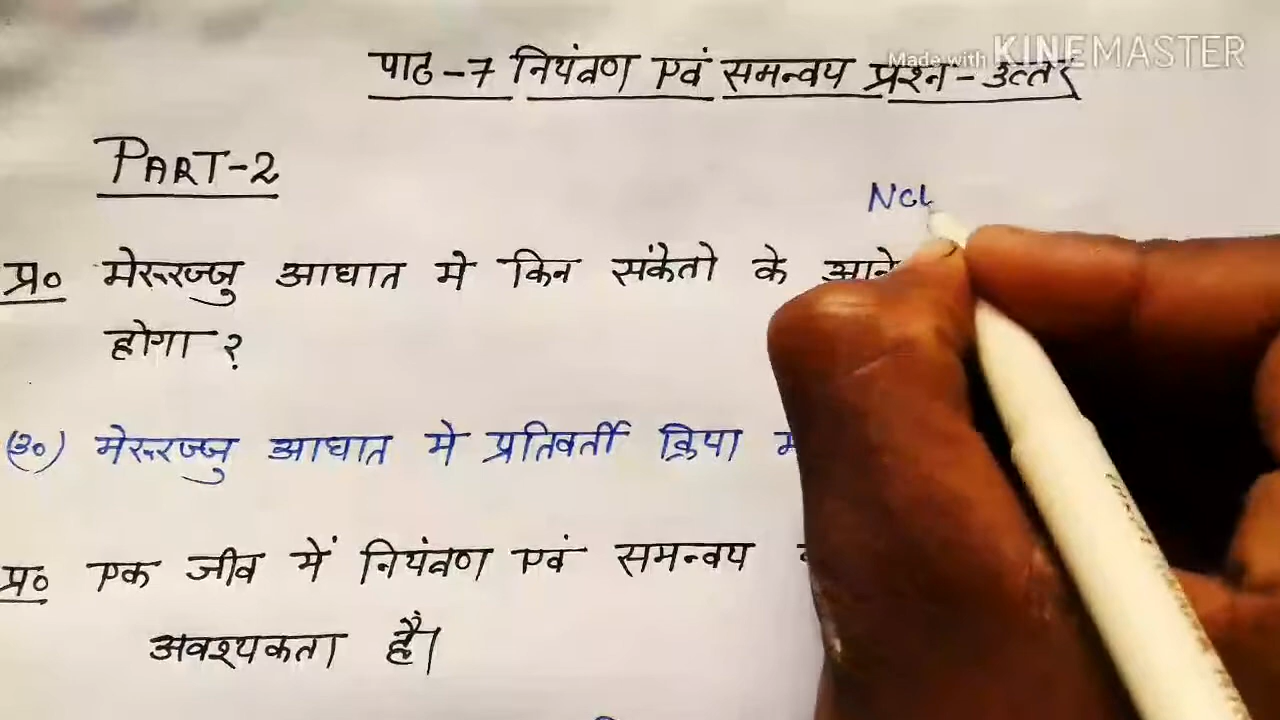 Made with KINEMASTER
पाठ-7 नियंत्रण एवं समन्वय प्रश्न-उत्तर
PART-2
प्र० मेरुरज्जु आघात मे किन संकेतो के आने
होगा ?
(उ०) मेरुरज्जु आघात मे प्रतिवर्ती क्रिया
प्र० एक जीव में नियंत्रण एवं समन्वय
अवश्यकता है।